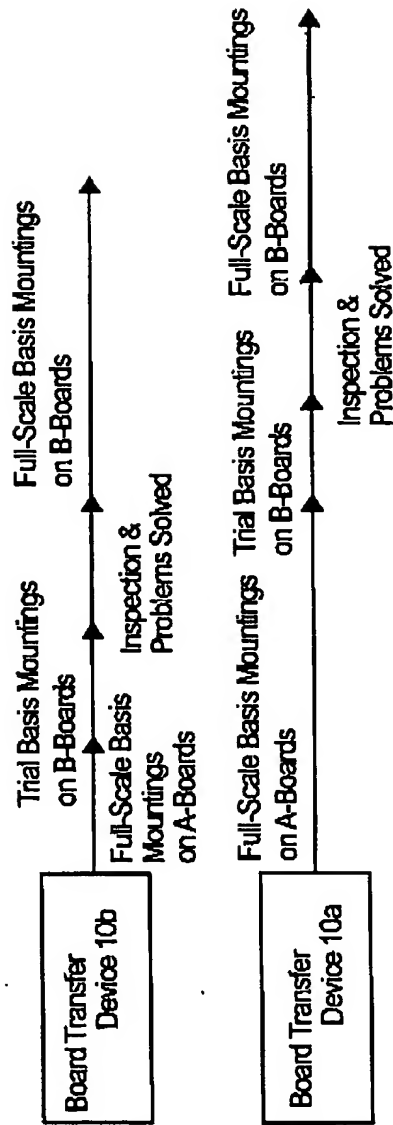 Board Transfer
Device 10b
Full-Scale Basis
Mountings
on A-Boards
Trial Basis Mountings
on B-Boards
Inspection &
Problems Solved
Full-Scale Basis Mountings
on B-Boards
Board Transfer
Device 10a
Full-Scale Basis Mountings
on A-Boards
Trial Basis Mountings
on B-Boards
Inspection &
Problems Solved
Full-Scale Basis Mountings
on B-Boards